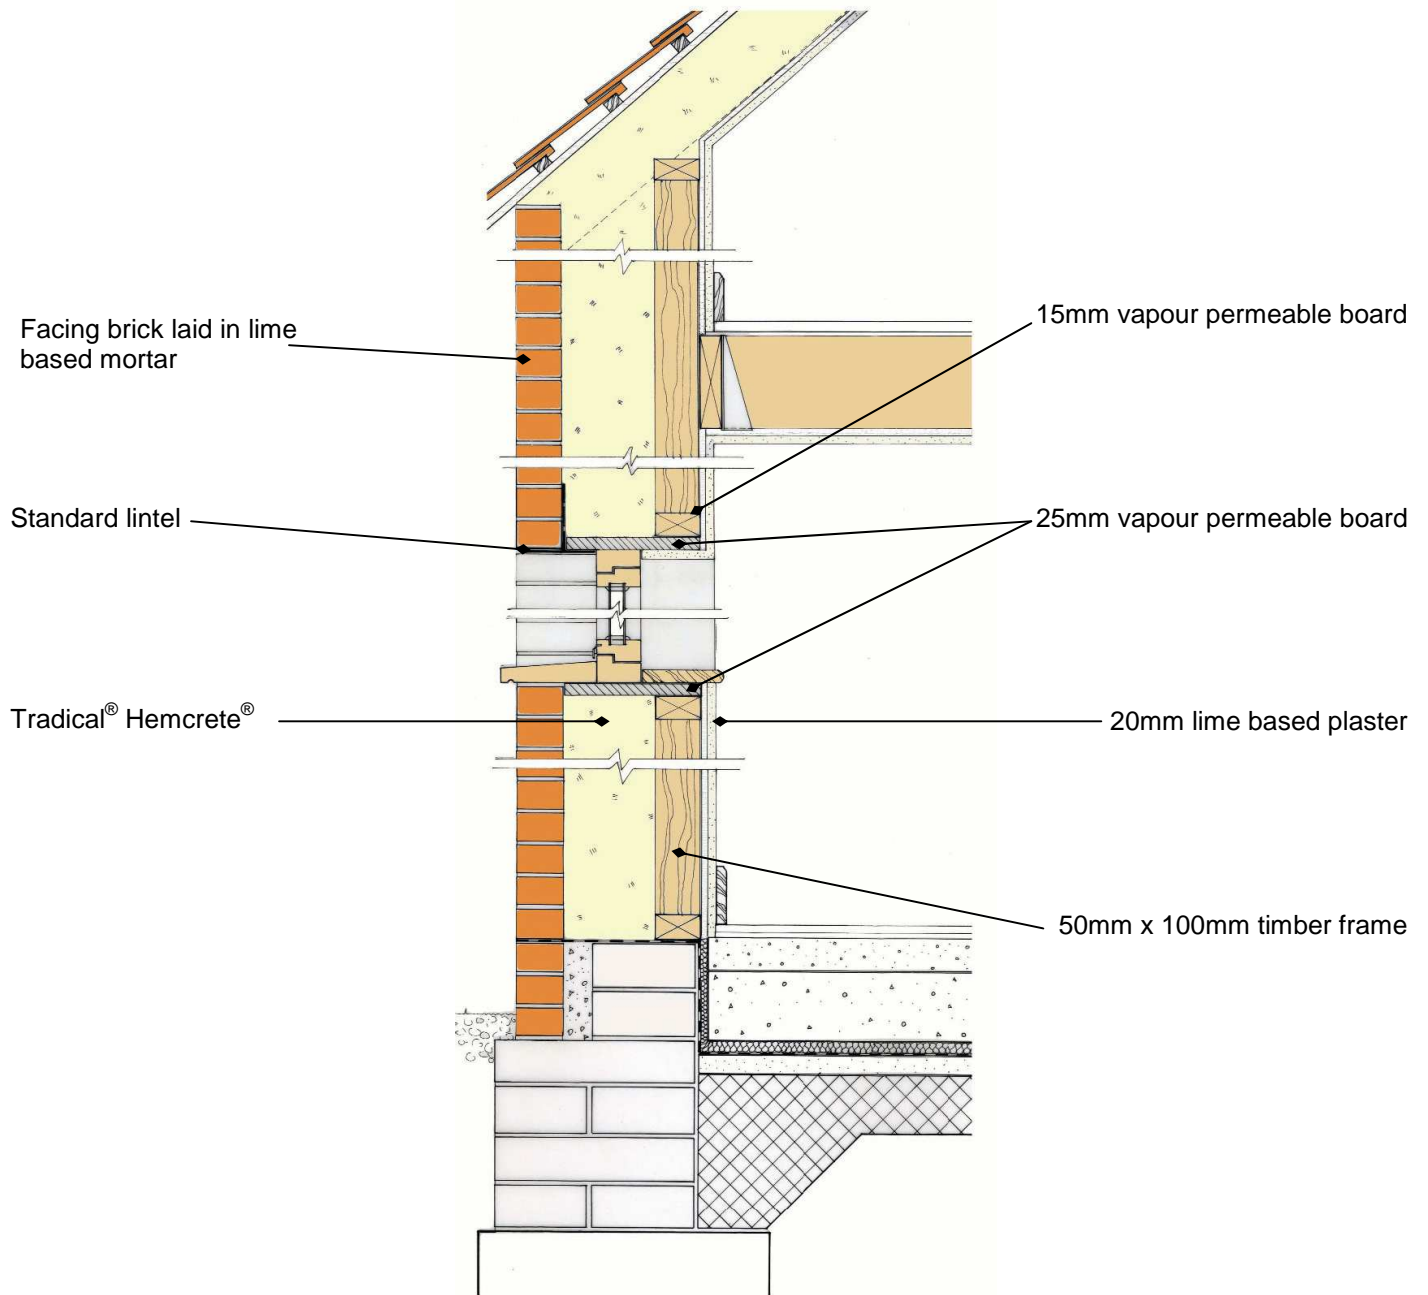 Facing brick laid in lime
based mortar
Standard lintel
Tradical® Hemcrete®
15mm vapour permeable board
25mm vapour permeable board
20mm lime based plaster
50mm x 100mm timber frame